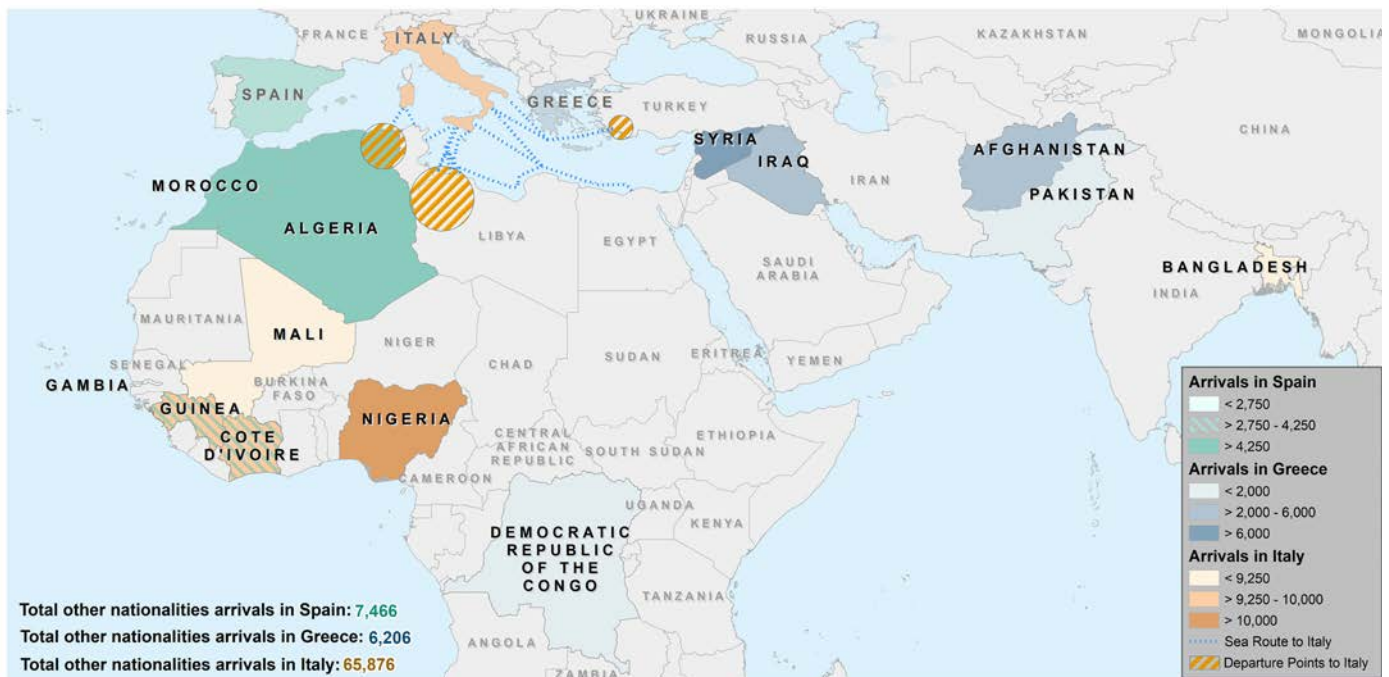 UKRAINE
FRANCE
ITALY
RUSSIA
KAZAKHSTAN
MONGOLIA
SPAIN
GREECE
TURKEY
CHINA
SYRIA
IRAQ
AFGHANISTAN
IRAN
PAKISTAN
MOROCCO
ALGERIA
LIBYA
EGYPT
SAUDI
ARABIA
BANGLADESH
INDIA
MAURITANIA
MALI
NIGER
CHAD
SUDAN
ERITREA
YEMEN
SENEGAL
GAMBIA
BURKINA
FASO
GUINEA
COTE
D'IVOIRE
NIGERIA
CENTRAL
AFRICAN
REPUBLIC
SOUTH SUDAN
ETHIOPIA
CAMEROON
UGANDA
KENYA
DEMOCRATIC
REPUBLIC
OF THE
CONGO
TANZANIA
ANGOLA
ZAMBIA
Total other nationalities arrivals in Spain: 7,466
Total other nationalities arrivals in Greece: 6,206
Total other nationalities arrivals in Italy: 65,876
Arrivals in Spain
< 2,750
> 2,750 - 4,250
> 4,250
Arrivals in Greece
< 2,000
> 2,000 - 6,000
> 6,000
Arrivals in Italy
< 9,250
> 9,250 - 10,000
> 10,000
Sea Route to Italy
Departure Points to Italy